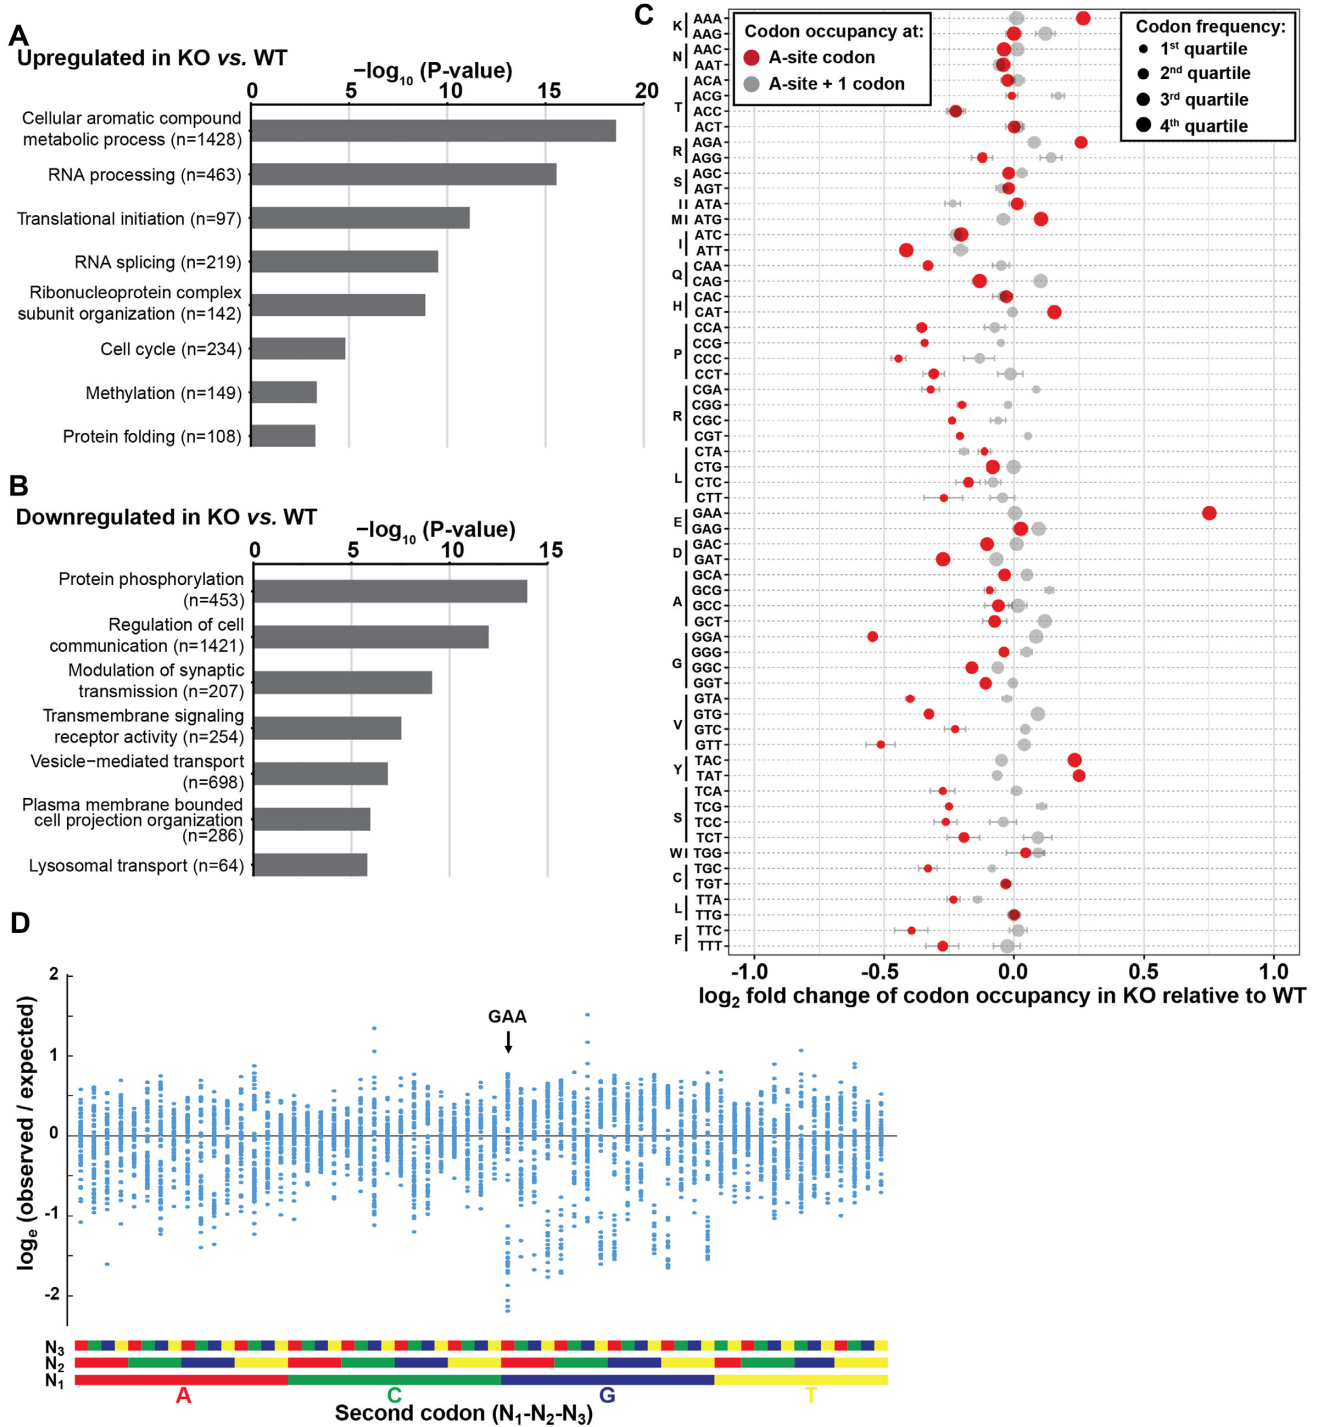 A
Upregulated in KO vs. WT
−log10 (P-value)
0 5 10 15 20
Cellular aromatic compound
metabolic process (n=1428)
RNA processing (n=463)
Translational initiation (n=97)
RNA splicing (n=219)
Ribonucleoprotein complex
subunit organization (n=142)
Cell cycle (n=234)
Methylation (n=149)
Protein folding (n=108)
B
Downregulated in KO vs. WT
−log10 (P-value)
0 5 10 15
Protein phosphorylation
(n=453)
Regulation of cell
communication (n=1421)
Modulation of synaptic
transmission (n=207)
Transmembrane signaling
receptor activity (n=254)
Vesicle−mediated transport
(n=698)
Plasma membrane bounded
cell projection organization
(n=286)
Lysosomal transport (n=64)
C
Codon occupancy at:
A-site codon
A-site + 1 codon
Codon frequency:
1st quartile
2nd quartile
3rd quartile
4th quartile
K
AAA
AAG
N
AAC
AAT
T
ACA
ACG
ACC
ACT
R
AGA
AGG
S
AGC
AGT
I
ATA
M
ATG
I
ATC
ATT
Q
CAA
CAG
H
CAC
CAT
P
CCA
CCG
CCC
CCT
R
CGA
CGG
CGC
CGT
L
CTA
CTG
CTC
CTT
E
GAA
GAG
D
GAC
GAT
A
GCA
GCG
GCC
GCT
G
GGA
GGG
GGC
GGT
V
GTA
GTG
GTC
GTT
Y
TAC
TAT
S
TCA
TCG
TCC
TCT
W
TGG
C
TGC
TGT
L
TTA
TTG
F
TTC
TTT
-1.0 -0.5 0.0 0.5 1.0
log2 fold change of codon occupancy in KO relative to WT
D
loge (observed / expected)
2
1
0
-1
-2
GAA
N3
N2
N1
A C G T
Second codon (N1-N2-N3)